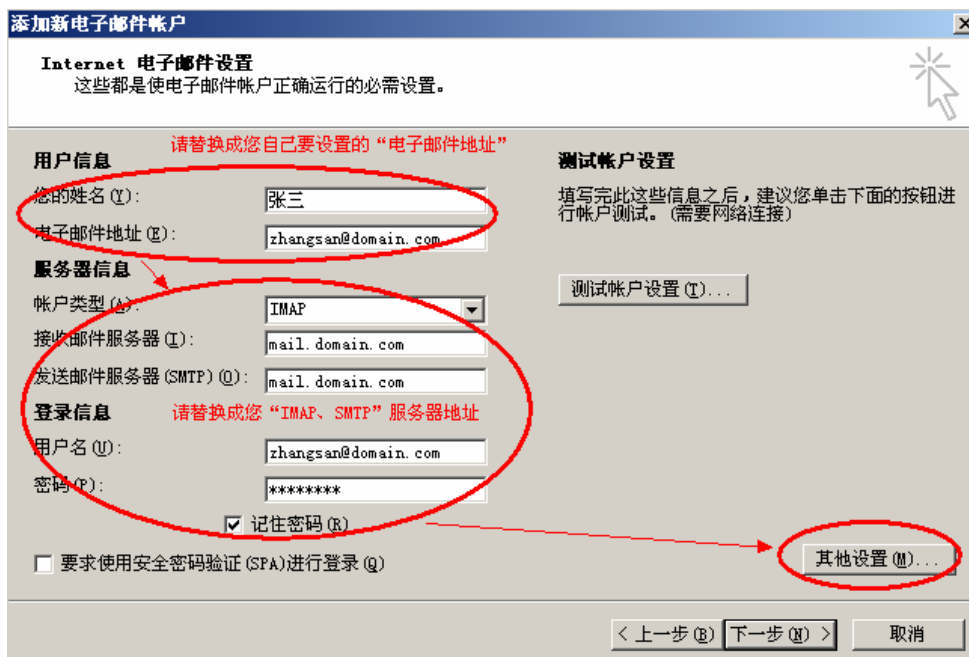 添加新电子邮件帐户
Internet 电子邮件设置
这些都是使电子邮件帐户正确运行的必需设置。
请替换成您自己要设置的“电子邮件地址”
用户信息
您的姓名(Y):
张三
电子邮件地址(E):
zhangsan@domain.com
服务器信息
帐户类型(A):
IMAP
接收邮件服务器(I):
mail.domain.com
发送邮件服务器(SMTP)(O):
mail.domain.com
登录信息
请替换成您“IMAP、SMTP”服务器地址
用户名(U):
zhangsan@domain.com
密码(P):
********
记住密码(R)
要求使用安全密码验证(SPA)进行登录(Q)
测试帐户设置
填写完此这些信息之后，建议您单击下面的按钮进
行帐户测试。(需要网络连接)
测试帐户设置(T)...
其他设置(M)...
< 上一步(B)
下一步(N) >
取消